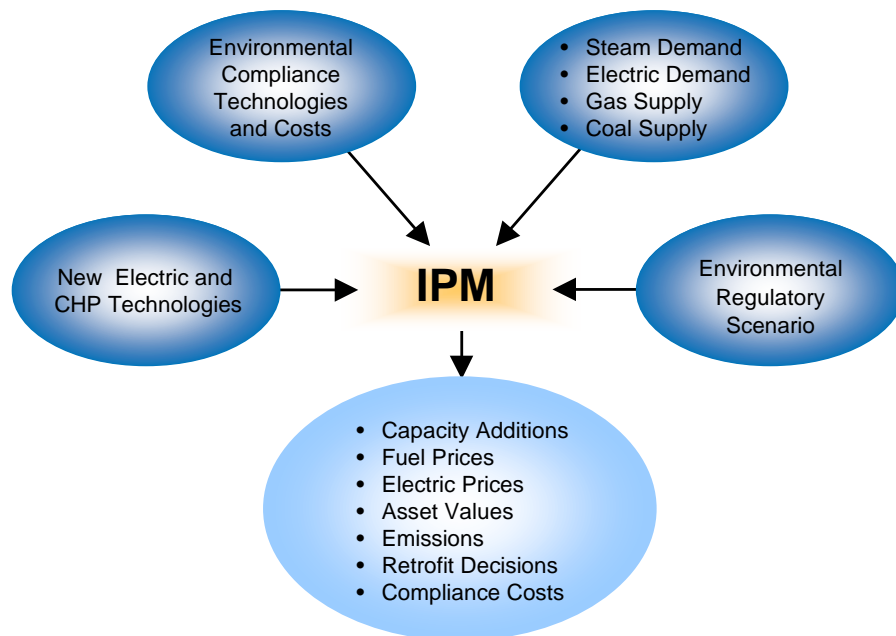 Environmental
Compliance
Technologies
and Costs
• Steam Demand
• Electric Demand
• Gas Supply
• Coal Supply
New Electric and
CHP Technologies
IPM
Environmental
Regulatory
Scenario
• Capacity Additions
• Fuel Prices
• Electric Prices
• Asset Values
• Emissions
• Retrofit Decisions
• Compliance Costs